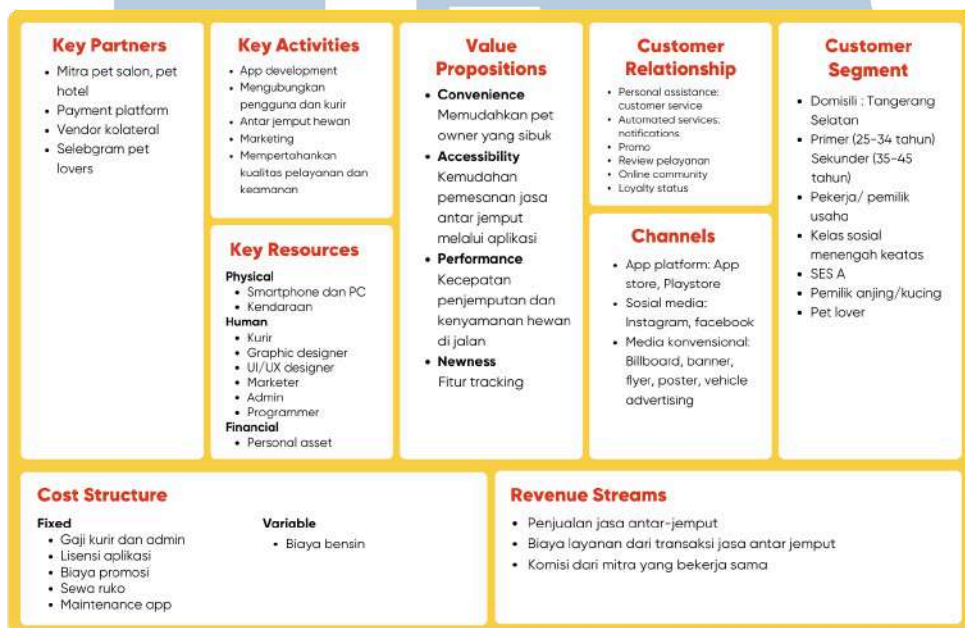 Key Partners
Mitra pet salon, pet
hotel
Payment platform
Vendor kolateral
Selebgram pet
lovers
Key Activities
App development
Mengubungkan
pengguna dan kurir
Antar jemput hewan
Marketing
Mempertahankan
kualitas pelayanan dan
keamanan
Key Resources
Physical
Smartphone dan PC
Kendaraan
Human
Kurir
Graphic designer
UI/UX designer
Marketer
Admin
Programmer
Financial
Personal asset
Value
Propositions
Convenience
Memudahkan pet
owner yang sibuk
Accessibility
Kemudahan
pemesanan jasa
antar jemput
melalui aplikasi
Performance
Kecepatan
penjemputan dan
kenyamanan hewan
di jalan
Newness
Fitur tracking
Customer
Relationship
Personal assistance:
customer service
Automated services:
notifications
Promo
Review pelayanan
Online community
Loyalty status
Channels
App platform: App
store, Playstore
Sosial media:
Instagram, facebook
Media konvensional:
Billboard, banner,
flyer, poster, vehicle
advertising
Customer
Segment
Domisili : Tangerang
Selatan
Primer (25-34 tahun)
Sekunder (35-45
tahun)
Pekerja/ pemilik
usaha
Kelas sosial
menengah keatas
SES A
Pemilik anjing/kucing
Pet lover
Cost Structure
Fixed
Gaji kurir dan admin
Lisensi aplikasi
Biaya promosi
Sewa ruko
Maintenance app
Variable
Biaya bensin
Revenue Streams
Penjualan jasa antar-jemput
Biaya layanan dari transaksi jasa antar jemput
Komisi dari mitra yang bekerja sama